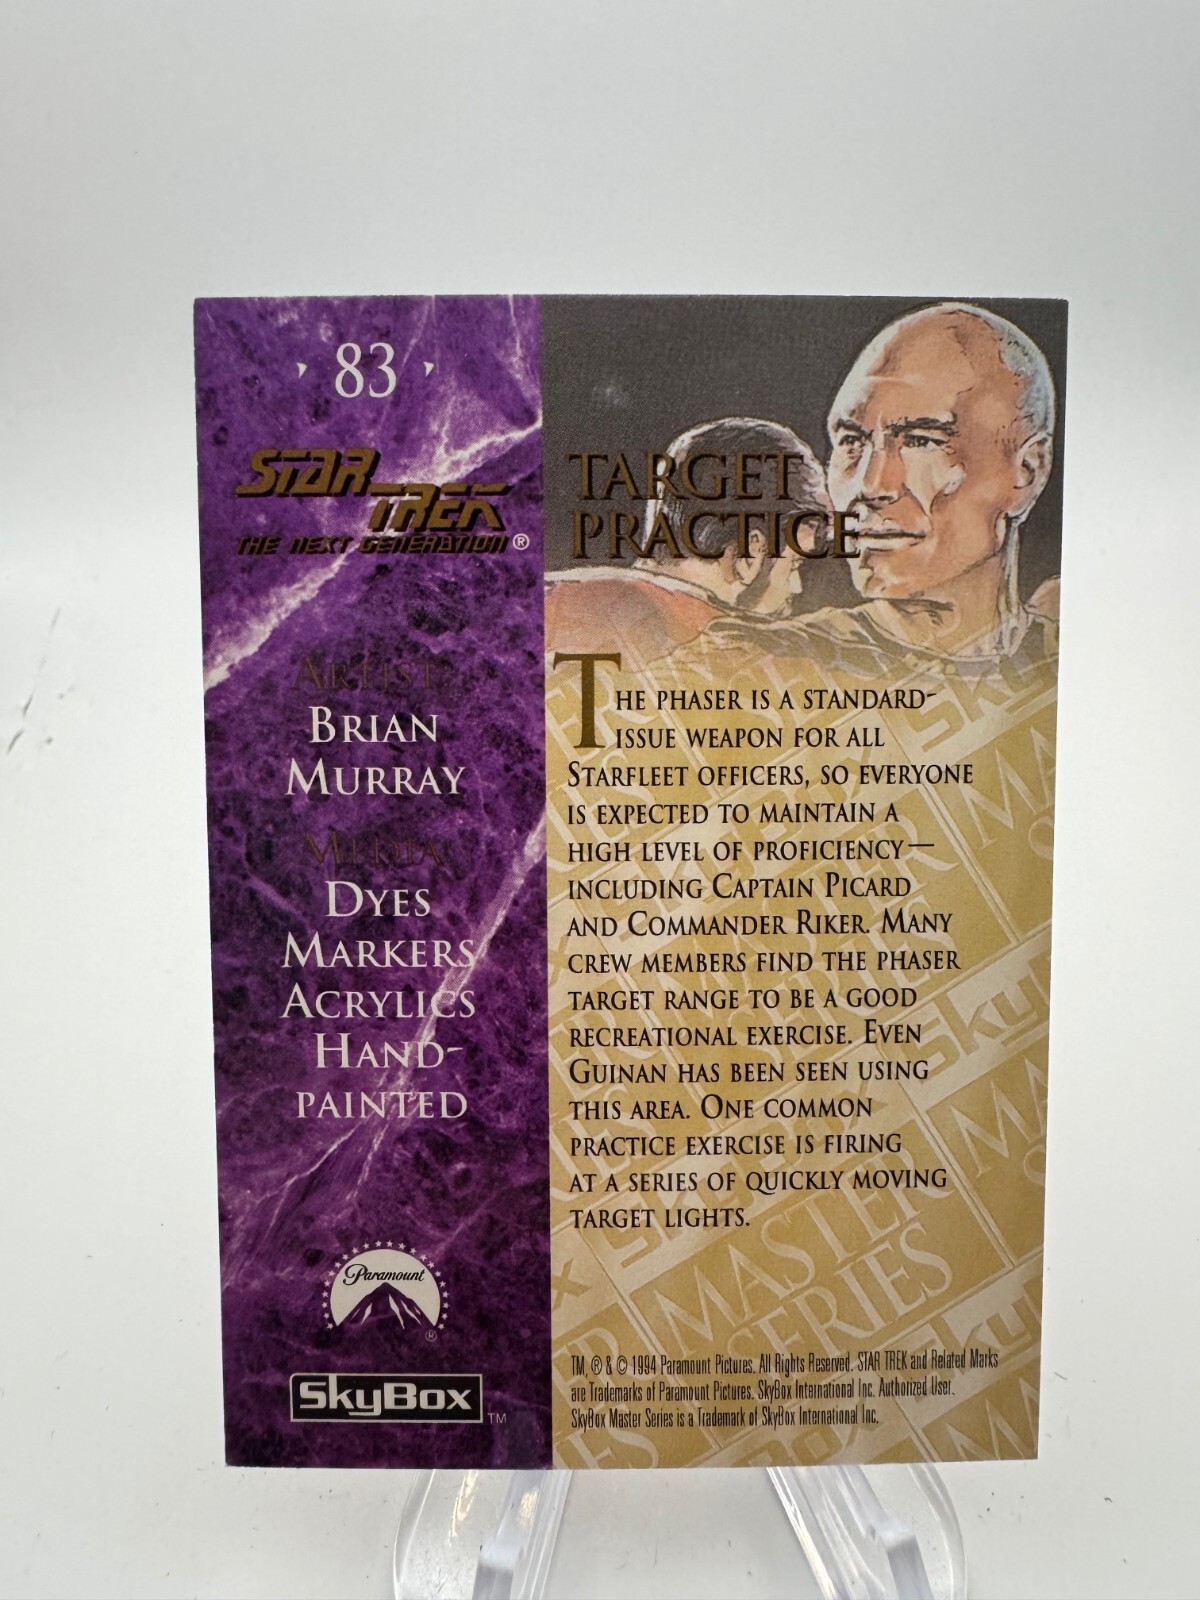 83
STAR TREK
THE NEXT GENERATION®
ARTIST:
BRIAN
MURRAY
MEDIA:
DYES
MARKERS
ACRYLICS
HAND-
PAINTED
Paramount
®
SKYBOX™
TARGET
PRACTICE
THE PHASER IS A STANDARD-
ISSUE WEAPON FOR ALL
STARFLEET OFFICERS, SO EVERYONE
IS EXPECTED TO MAINTAIN A
HIGH LEVEL OF PROFICIENCY—
INCLUDING CAPTAIN PICARD
AND COMMANDER RIKER. MANY
CREW MEMBERS FIND THE PHASER
TARGET RANGE TO BE A GOOD
RECREATIONAL EXERCISE. EVEN
GUINAN HAS BEEN SEEN USING
THIS AREA. ONE COMMON
PRACTICE EXERCISE IS FIRING
AT A SERIES OF QUICKLY MOVING
TARGET LIGHTS.
MASTER
SERIES
TM, ® & © 1994 Paramount Pictures. All Rights Reserved. STAR TREK and Related Marks
are Trademarks of Paramount Pictures. SkyBox International Inc. Authorized User.
SkyBox Master Series is a Trademark of SkyBox International Inc.